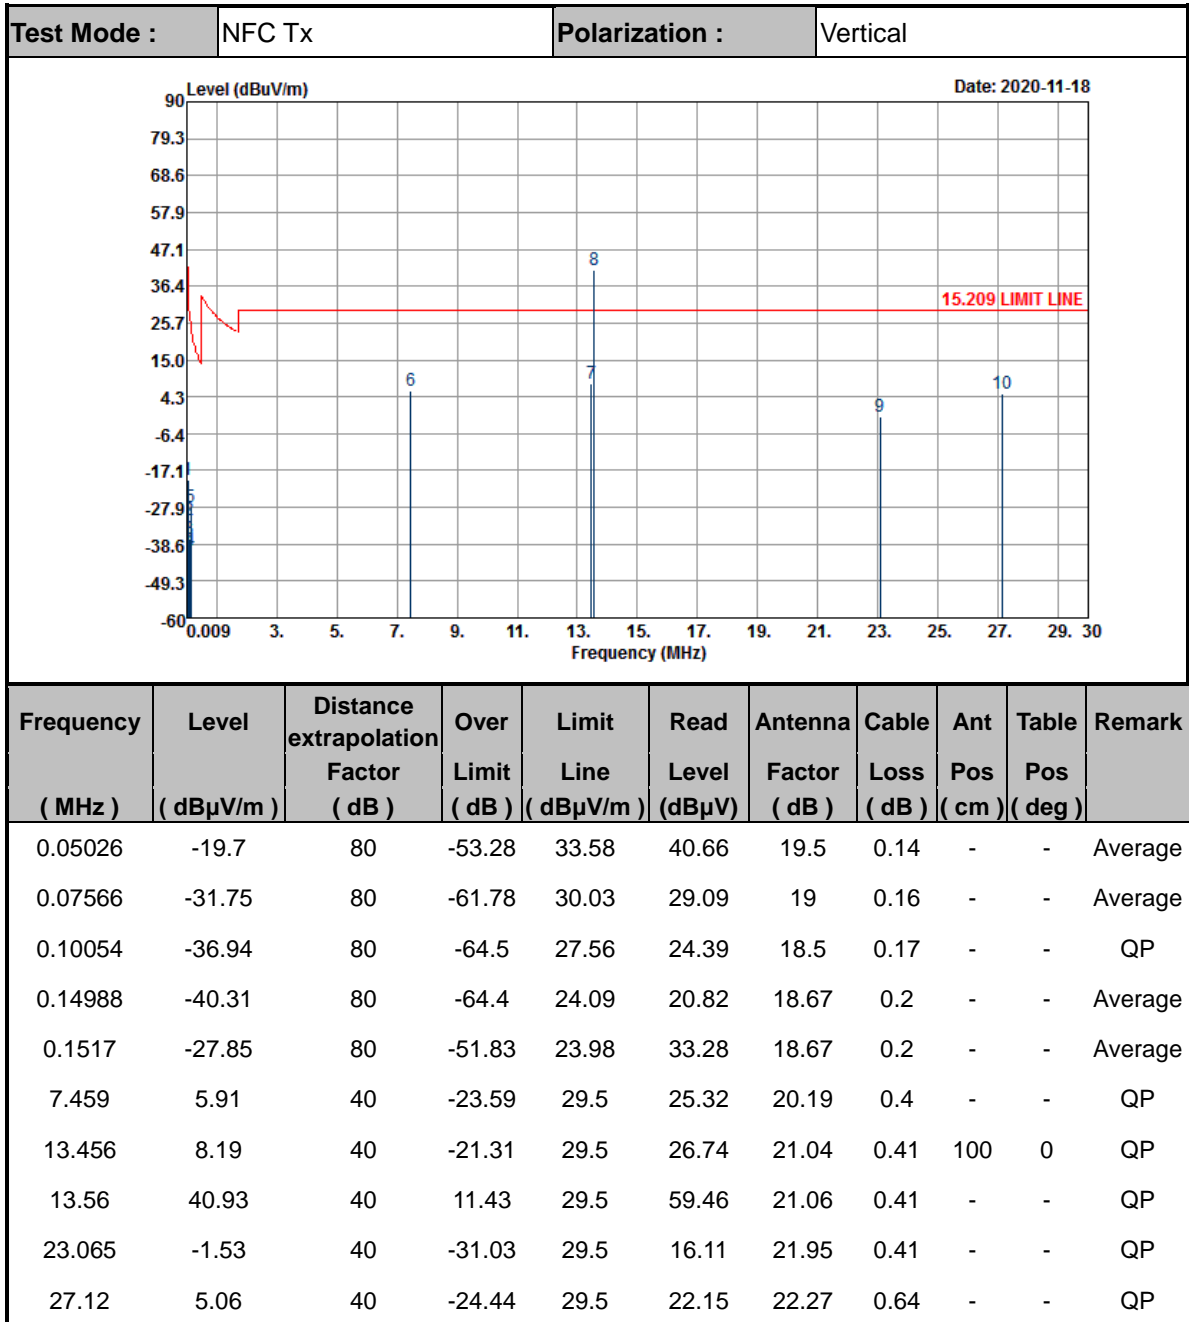 Test Mode : NFC Tx Polarization : Vertical
Level (dBuV/m) Date: 2020-11-18
90
79.3
68.6
57.9
47.1
8
36.4
15.209 LIMIT LINE
25.7
15.0
6 7 10
4.3
9
-6.4
-17.1
1
5
-27.9
-38.6
-49.3
-60
0.009 3. 5. 7. 9. 11. 13. 15. 17. 19. 21. 23. 25. 27. 29. 30
Frequency (MHz)
Frequency Level Distance extrapolation Over Limit Read Antenna Cable Ant Table Remark
Factor Limit Line Level Factor Loss Pos Pos
( MHz ) ( dBµV/m ) ( dB ) ( dB ) ( dBµV/m ) (dBµV) ( dB ) ( dB ) ( cm ) ( deg )
0.05026 -19.7 80 -53.28 33.58 40.66 19.5 0.14 - - Average
0.07566 -31.75 80 -61.78 30.03 29.09 19 0.16 - - Average
0.10054 -36.94 80 -64.5 27.56 24.39 18.5 0.17 - - QP
0.14988 -40.31 80 -64.4 24.09 20.82 18.67 0.2 - - Average
0.1517 -27.85 80 -51.83 23.98 33.28 18.67 0.2 - - Average
7.459 5.91 40 -23.59 29.5 25.32 20.19 0.4 - - QP
13.456 8.19 40 -21.31 29.5 26.74 21.04 0.41 100 0 QP
13.56 40.93 40 11.43 29.5 59.46 21.06 0.41 - - QP
23.065 -1.53 40 -31.03 29.5 16.11 21.95 0.41 - - QP
27.12 5.06 40 -24.44 29.5 22.15 22.27 0.64 - - QP